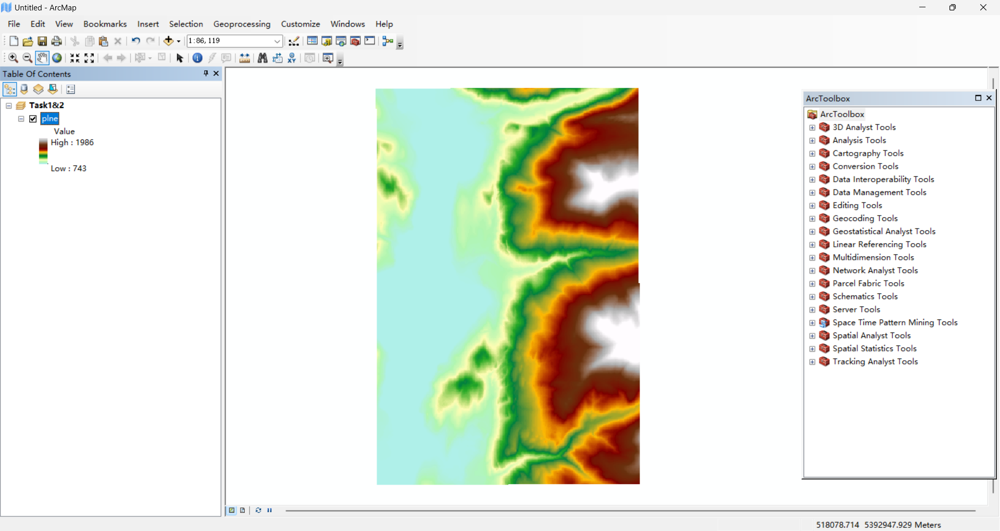 Untitled - ArcMap
File Edit View Bookmarks Insert Selection Geoprocessing Customize Windows Help
1:86,119
Table Of Contents
Task1&2
plne
Value
High : 1986
Low : 743
ArcToolbox
ArcToolbox
3D Analyst Tools
Analysis Tools
Cartography Tools
Conversion Tools
Data Interoperability Tools
Data Management Tools
Editing Tools
Geocoding Tools
Geostatistical Analyst Tools
Linear Referencing Tools
Multidimension Tools
Network Analyst Tools
Parcel Fabric Tools
Schematics Tools
Server Tools
Space Time Pattern Mining Tools
Spatial Analyst Tools
Spatial Statistics Tools
Tracking Analyst Tools
518078.714 5392947.929 Meters